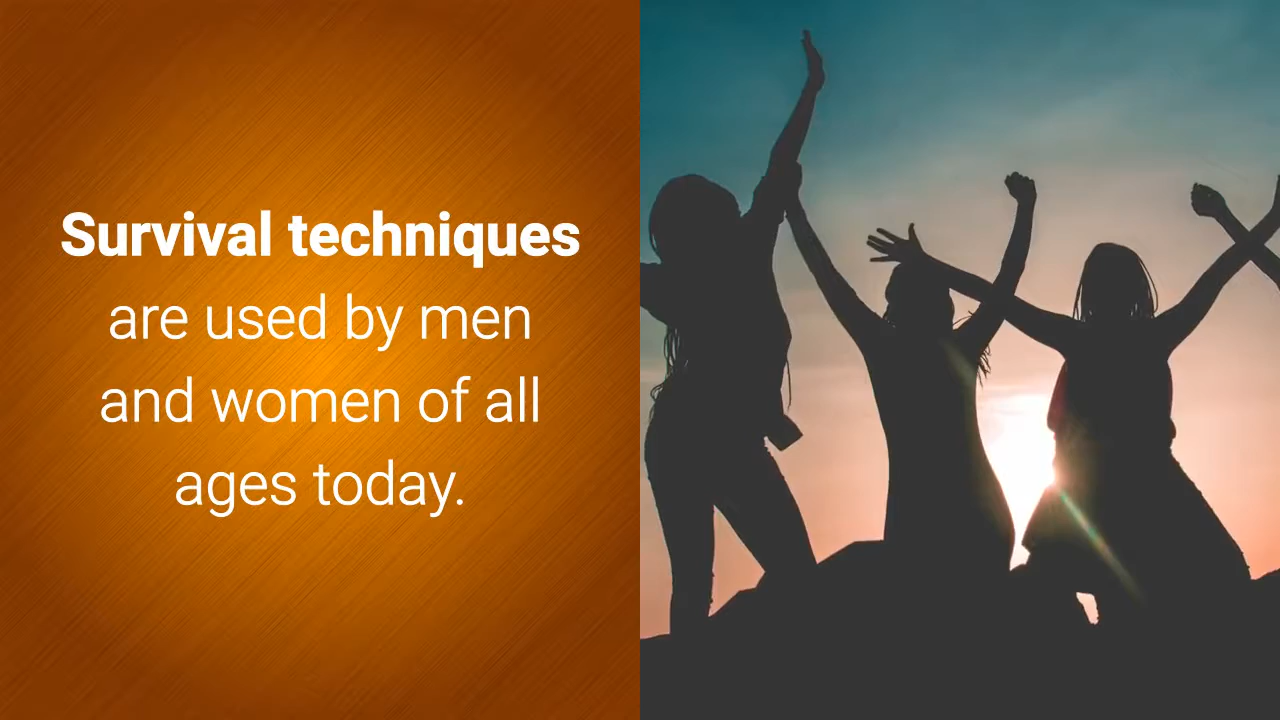 Survival techniques
are used by men
and women of all
ages today.